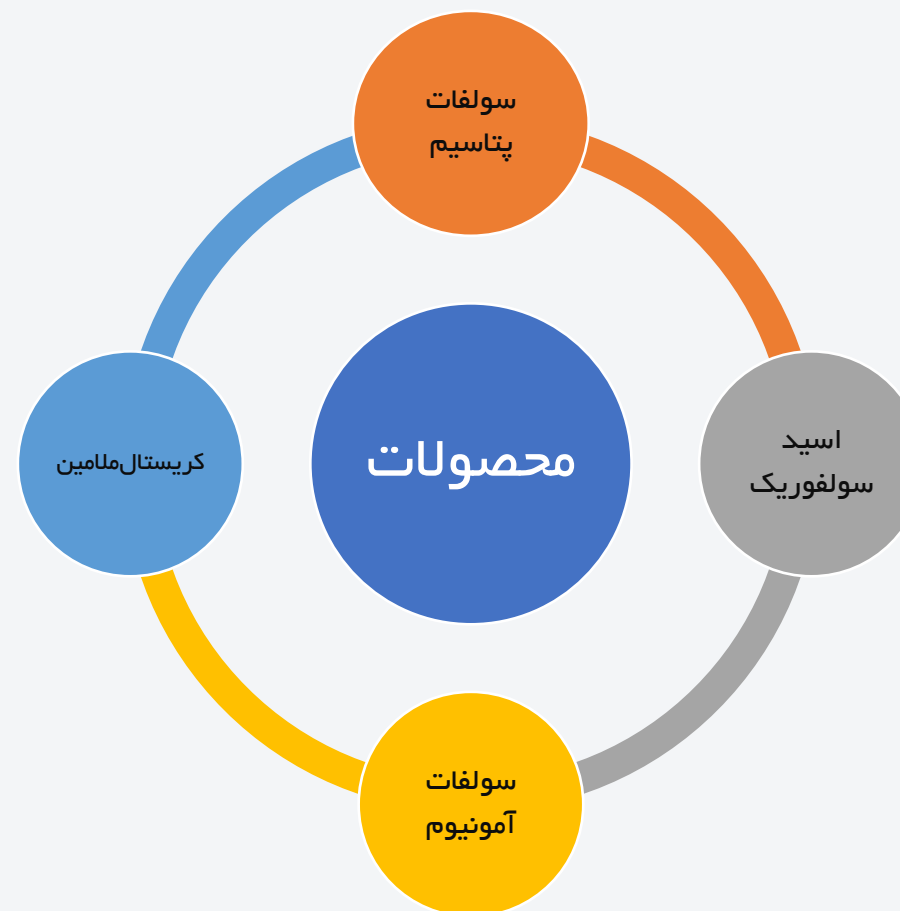 سولفات
پتاسیم
اسید
سولفوریک
محصولات
کریستال‌ملامین
سولفات
آمونیوم